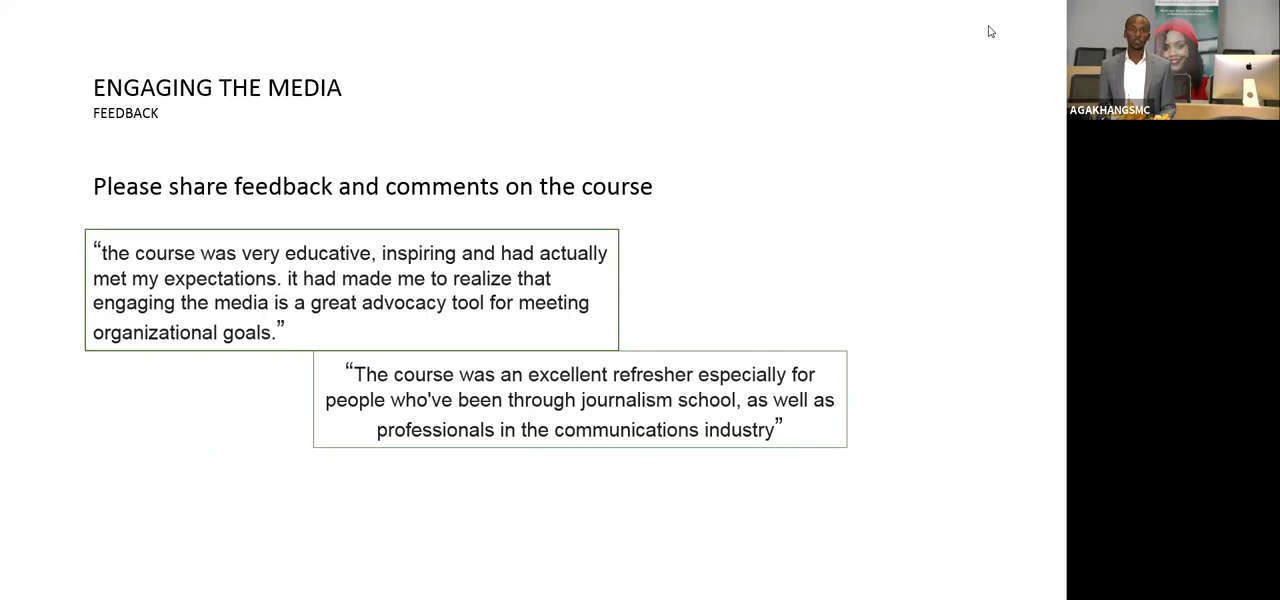 ENGAGING THE MEDIA
FEEDBACK
Please share feedback and comments on the course
“the course was very educative, inspiring and had actually
met my expectations. it had made me to realize that
engaging the media is a great advocacy tool for meeting
organizational goals.”
“The course was an excellent refresher especially for
people who've been through journalism school, as well as
professionals in the communications industry”
AGAKHANGSMC